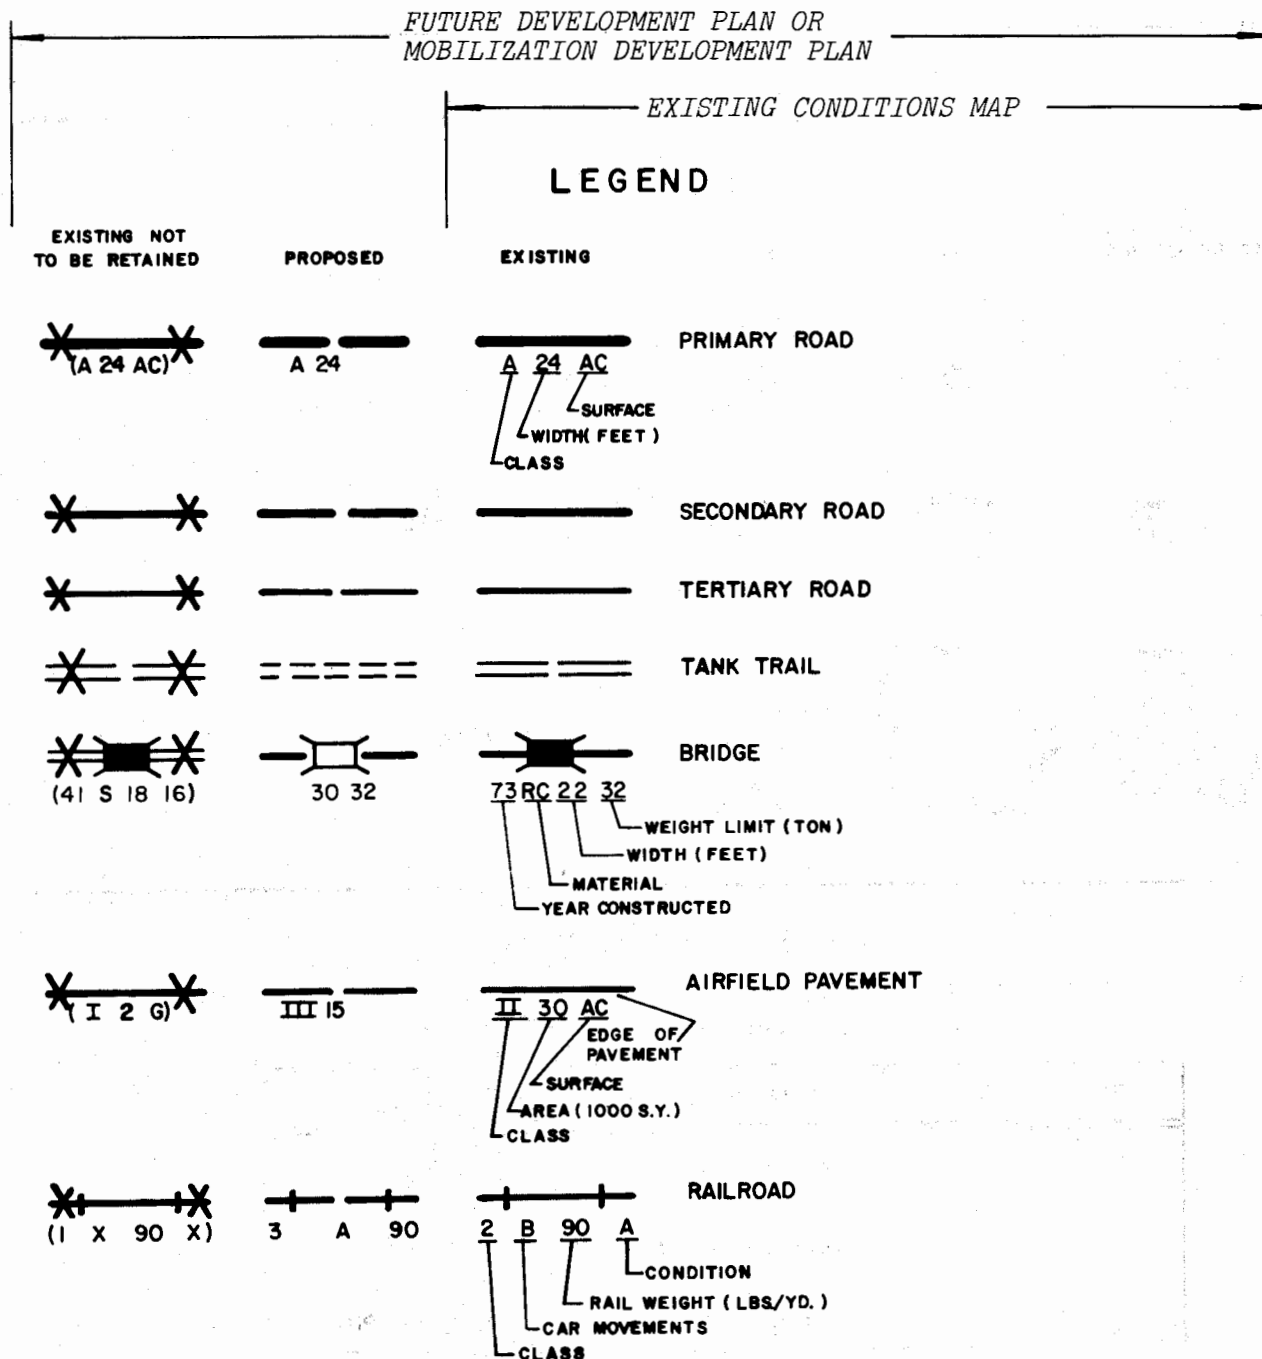 FUTURE DEVELOPMENT PLAN OR
MOBILIZATION DEVELOPMENT PLAN
EXISTING CONDITIONS MAP
LEGEND
EXISTING NOT
TO BE RETAINED
PROPOSED
EXISTING
PRIMARY ROAD
(A 24 AC)
A 24
A 24 AC
SURFACE
WIDTH(FEET)
CLASS
SECONDARY ROAD
TERTIARY ROAD
TANK TRAIL
BRIDGE
(41 S 18 16)
30 32
73 RC 22 32
WEIGHT LIMIT (TON)
WIDTH (FEET)
MATERIAL
YEAR CONSTRUCTED
AIRFIELD PAVEMENT
(I 2 G)
III 15
II 30 AC
EDGE OF
PAVEMENT
SURFACE
AREA (1000 S.Y.)
CLASS
RAILROAD
(1 X 90 X)
3 A 90
2 B 90 A
CONDITION
RAIL WEIGHT (LBS./YD.)
CAR MOVEMENTS
CLASS